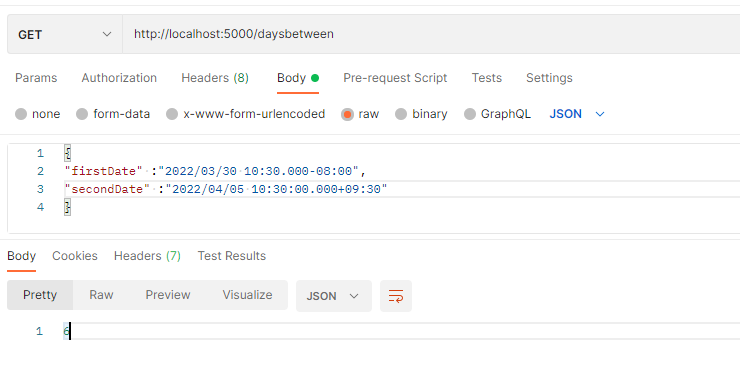 GET http://localhost:5000/daysbetween
Params Authorization Headers (8) Body Pre-request Script Tests Settings
none form-data x-www-form-urlencoded raw binary GraphQL JSON
1 {
2 "firstDate" :"2022/03/30 10:30.000-08:00",
3 "secondDate" :"2022/04/05 10:30:00.000+09:30"
4 }
Body Cookies Headers (7) Test Results
Pretty Raw Preview Visualize JSON
1 6